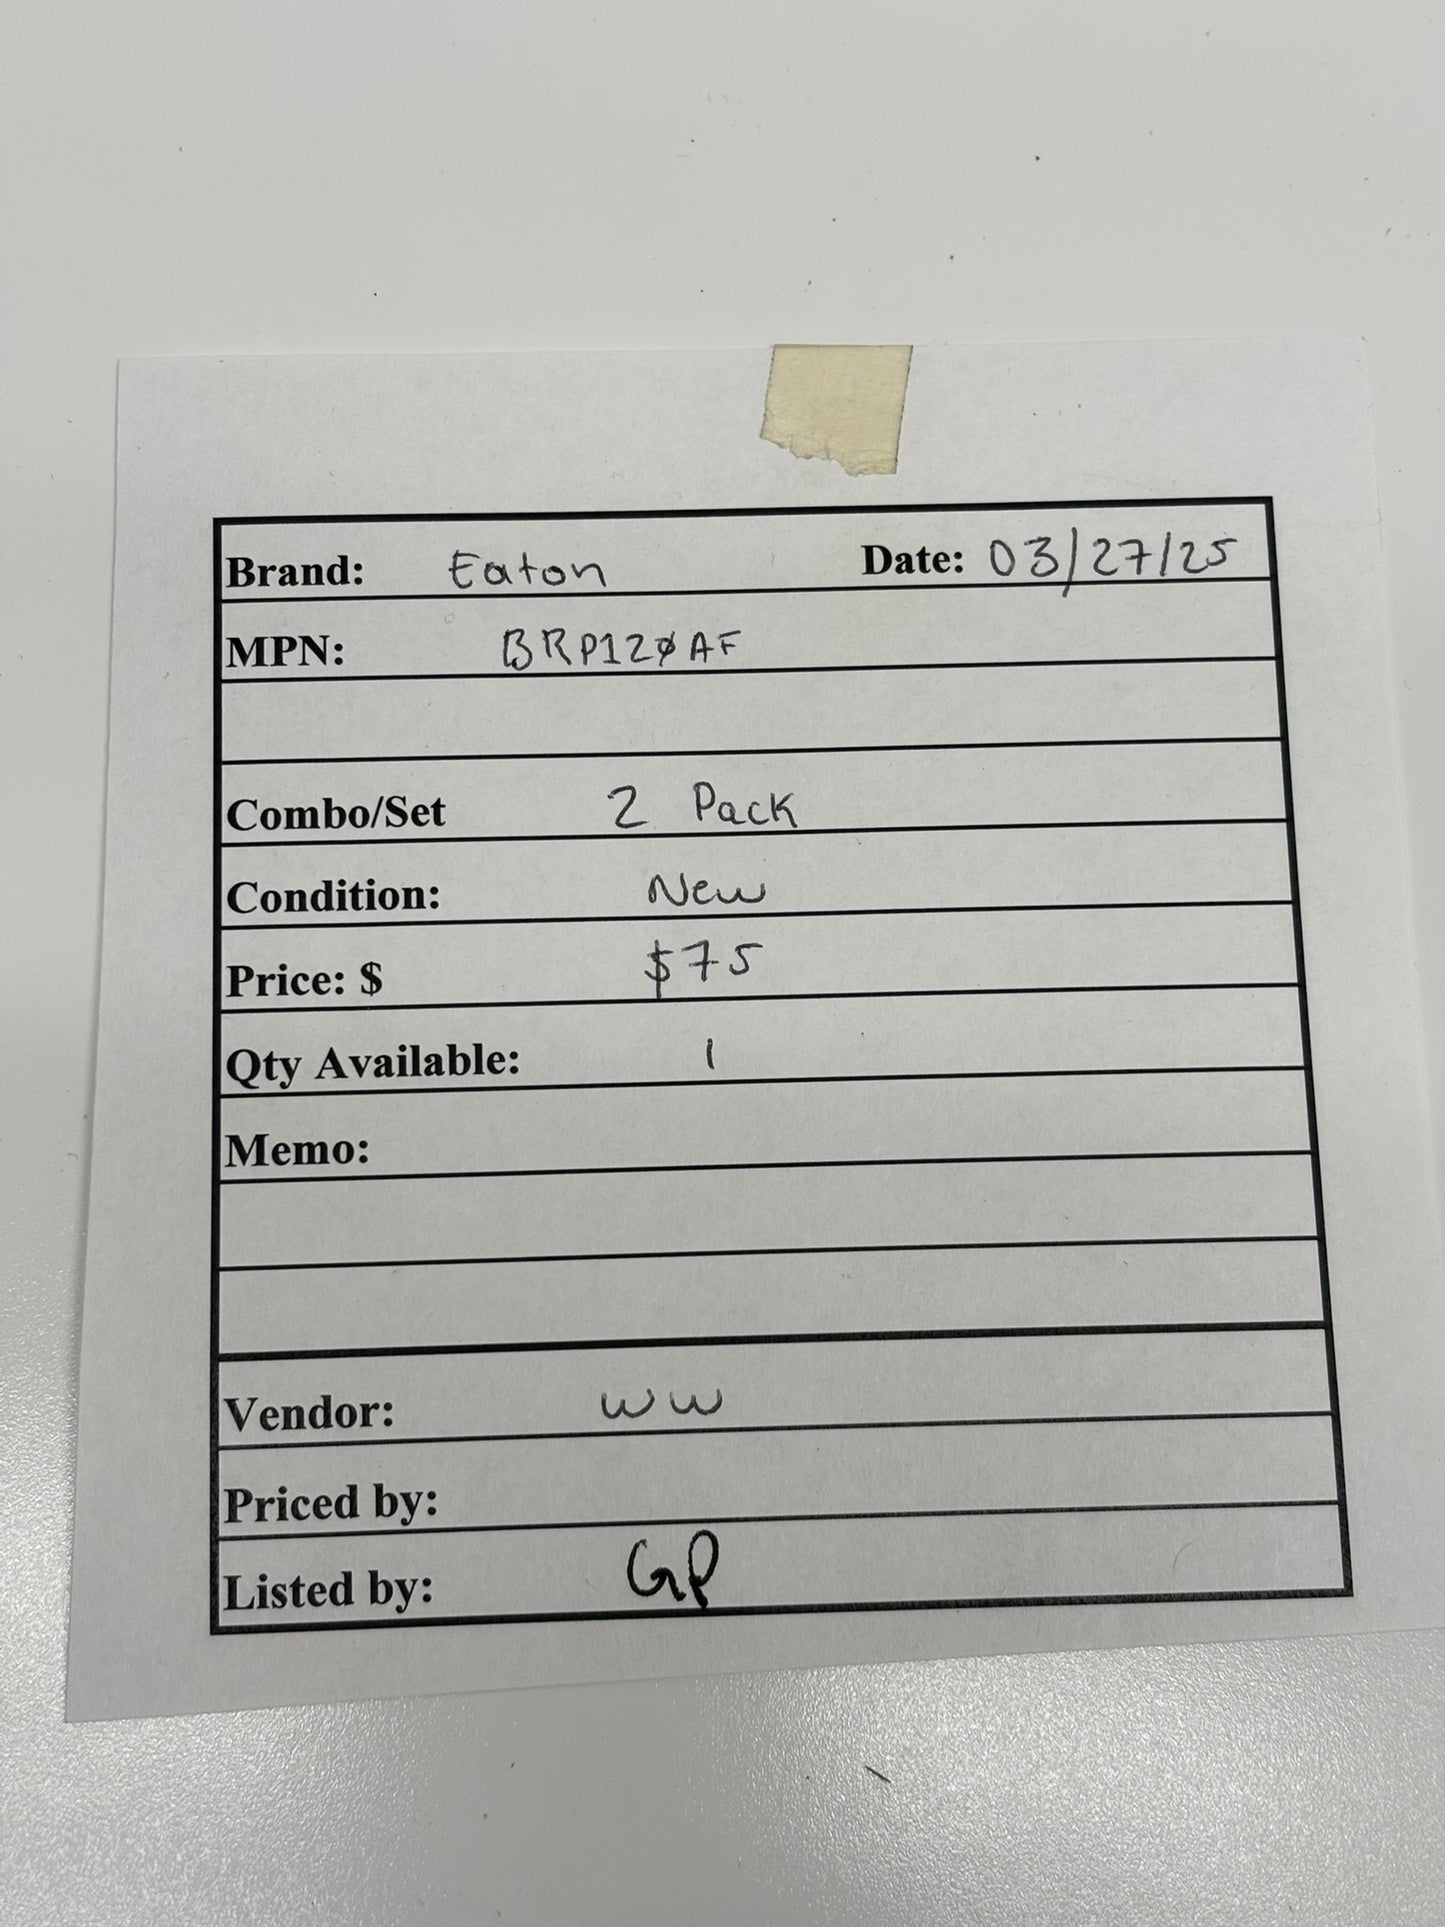 Brand: Eaton Date: 03/27/25
MPN: BRP120AF
Combo/Set 2 Pack
Condition: New
Price: $ $75
Qty Available: 1
Memo:
Vendor: WW
Priced by:
Listed by: GP